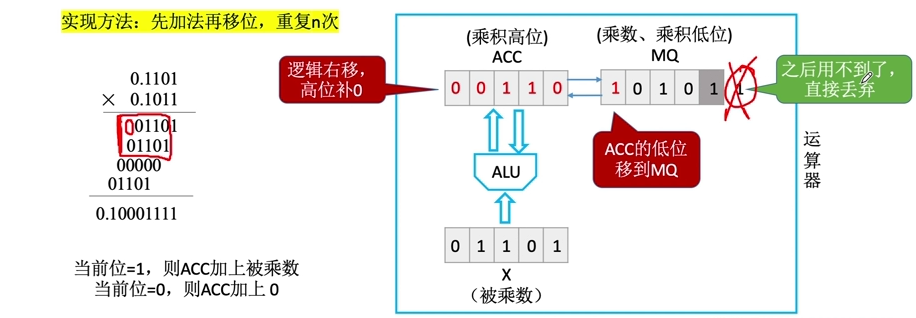 实现方法：先加法再移位，重复n次
0.1101
× 0.1011
001101
01101
00000
01101
0.10001111
当前位=1，则ACC加上被乘数
当前位=0，则ACC加上 0
(乘积高位)
ACC
(乘数、乘积低位)
MQ
逻辑右移，
高位补0
0 0 1 1 0
1 0 1 0 1 1
之后用不到了，
直接丢弃
ACC的低位
移到MQ
ALU
0 1 1 0 1
X
（被乘数）
运算器